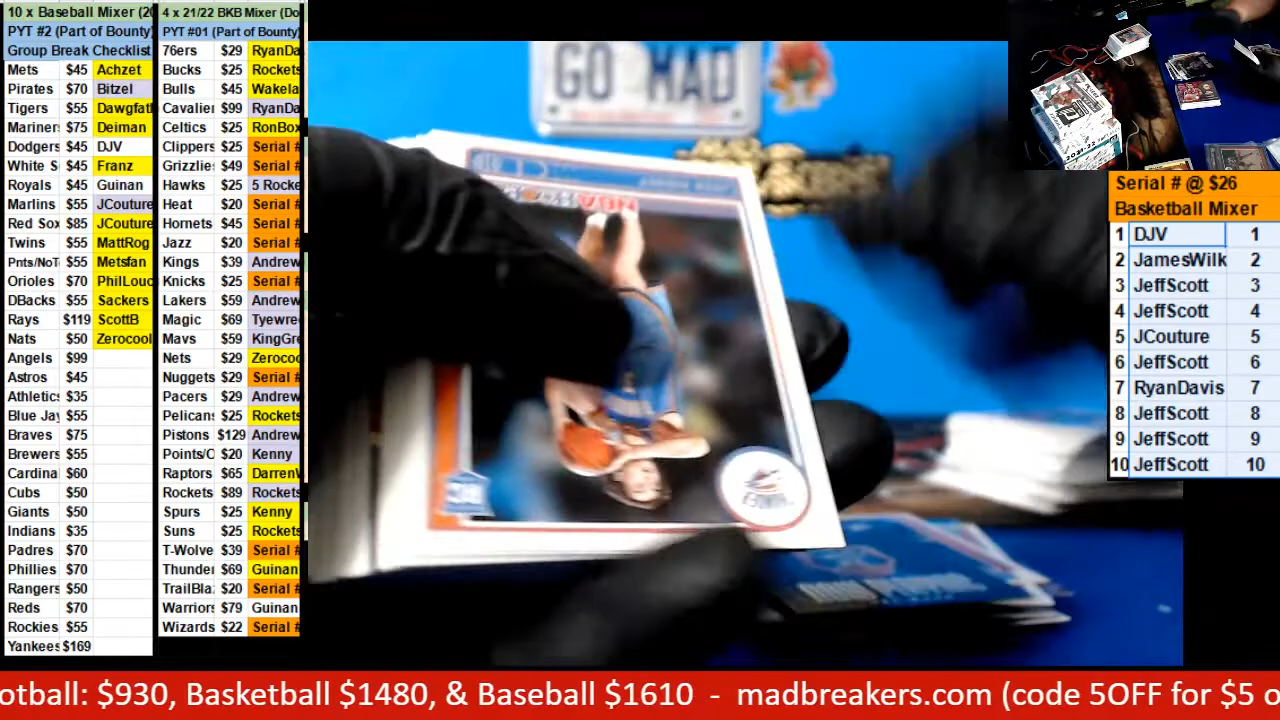 10 x Baseball Mixer (20
PYT #2 (Part of Bounty)
Group Break Checklist
Mets $45 Achzet
Pirates $70 Bitzel
Tigers $55 Dawgfath
Mariner $75 Deiman
Dodgers $45 DJV
White S $45 Franz
Royals $45 Guinan
Marlins $55 JCouture
Red Sox $85 JCouture
Twins $55 MattRog
Pnts/NoT $55 Metsfan
Orioles $70 PhilLouc
DBacks $55 Sackers
Rays $119 ScottB
Nats $50 Zerocool
Angels $99
Astros $45
Athletics $35
Blue Jay $55
Braves $75
Brewers $55
Cardina $60
Cubs $50
Giants $50
Indians $35
Padres $70
Phillies $70
Rangers $50
Reds $70
Rockies $55
Yankees $169
4 x 21/22 BKB Mixer (Do
PYT #01 (Part of Bounty)
76ers $29 RyanDa
Bucks $25 Rockets
Bulls $45 Wakela
Cavalie $99 RyanDa
Celtics $25 RonBox
Clippers $25 Serial #
Grizzlie $49 Serial #
Hawks $25 5 Rocke
Heat $20 Serial #
Hornets $45 Serial #
Jazz $20 Serial #
Kings $39 Andrew
Knicks $25 Serial #
Lakers $59 Andrew
Magic $69 Tyewre
Mavs $59 KingGre
Nets $29 Zerocoo
Nuggets $29 Serial #
Pacers $29 Andrew
Pelican $25 Rockets
Pistons $129 Andrew
Points/O $20 Kenny
Raptors $65 DarrenW
Rockets $89 Rockets
Spurs $25 Kenny
Suns $25 Rockets
T-Wolve $39 Serial #
Thunde $69 Guinan
TrailBla $20 Serial #
Warriors $79 Guinan
Wizards $22 Serial #
GO MAD
NBA
Serial # @ $26
Basketball Mixer
1 DJV 1
2 JamesWilk 2
3 JeffScott 3
4 JeffScott 4
5 JCouture 5
6 JeffScott 6
7 RyanDavis 7
8 JeffScott 8
9 JeffScott 9
10 JeffScott 10
ootball: $930, Basketball $1480, & Baseball $1610 - madbreakers.com (code 5OFF for $5 o